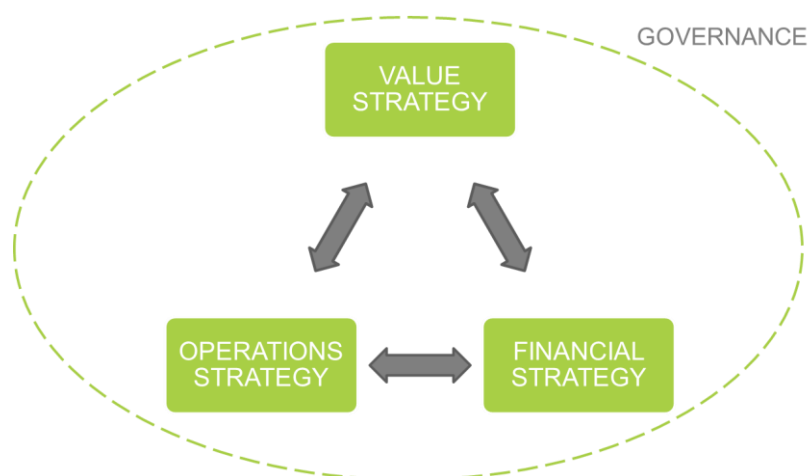 GOVERNANCE
VALUE
STRATEGY
OPERATIONS
STRATEGY
FINANCIAL
STRATEGY